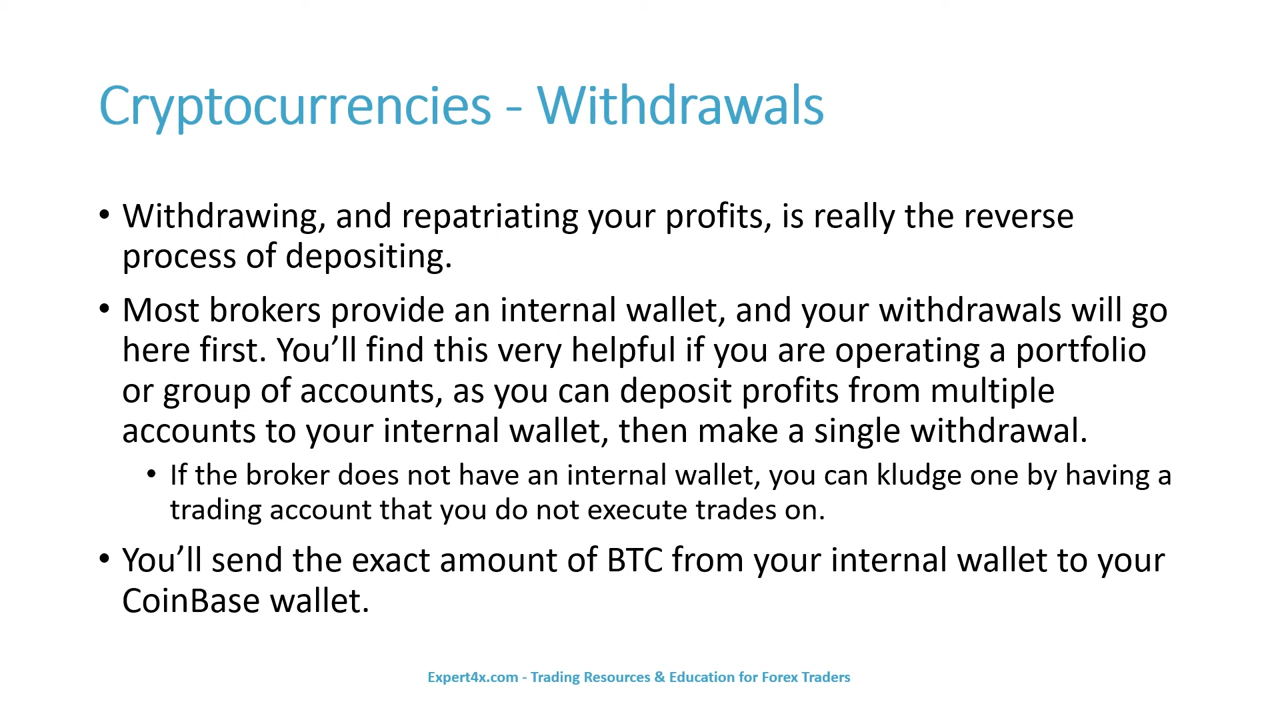 Cryptocurrencies - Withdrawals
• Withdrawing, and repatriating your profits, is really the reverse
process of depositing.
• Most brokers provide an internal wallet, and your withdrawals will go
here first. You’ll find this very helpful if you are operating a portfolio
or group of accounts, as you can deposit profits from multiple
accounts to your internal wallet, then make a single withdrawal.
• If the broker does not have an internal wallet, you can kludge one by having a
trading account that you do not execute trades on.
• You’ll send the exact amount of BTC from your internal wallet to your
CoinBase wallet.
Expert4x.com - Trading Resources & Education for Forex Traders